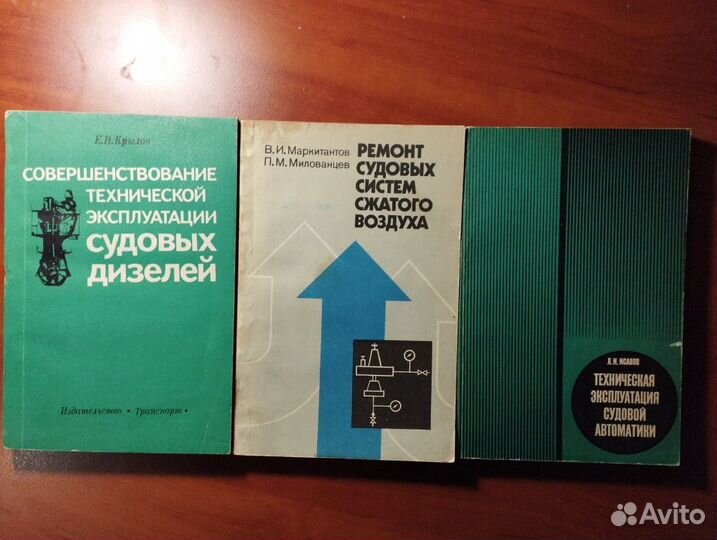 Е.И.Крылов
СОВЕРШЕНСТВОВАНИЕ
ТЕХНИЧЕСКОЙ
ЭКСПЛУАТАЦИИ
СУДОВЫХ
ДИЗЕЛЕЙ
Издательство • Транспорт •
В.И.Маркитантов
П.М.Милованцев
РЕМОНТ
СУДОВЫХ
СИСТЕМ
СЖАТОГО
ВОЗДУХА
Л.И. ИСАКОВ
ТЕХНИЧЕСКАЯ
ЭКСПЛУАТАЦИЯ
СУДОВОЙ
АВТОМАТИКИ
Avito